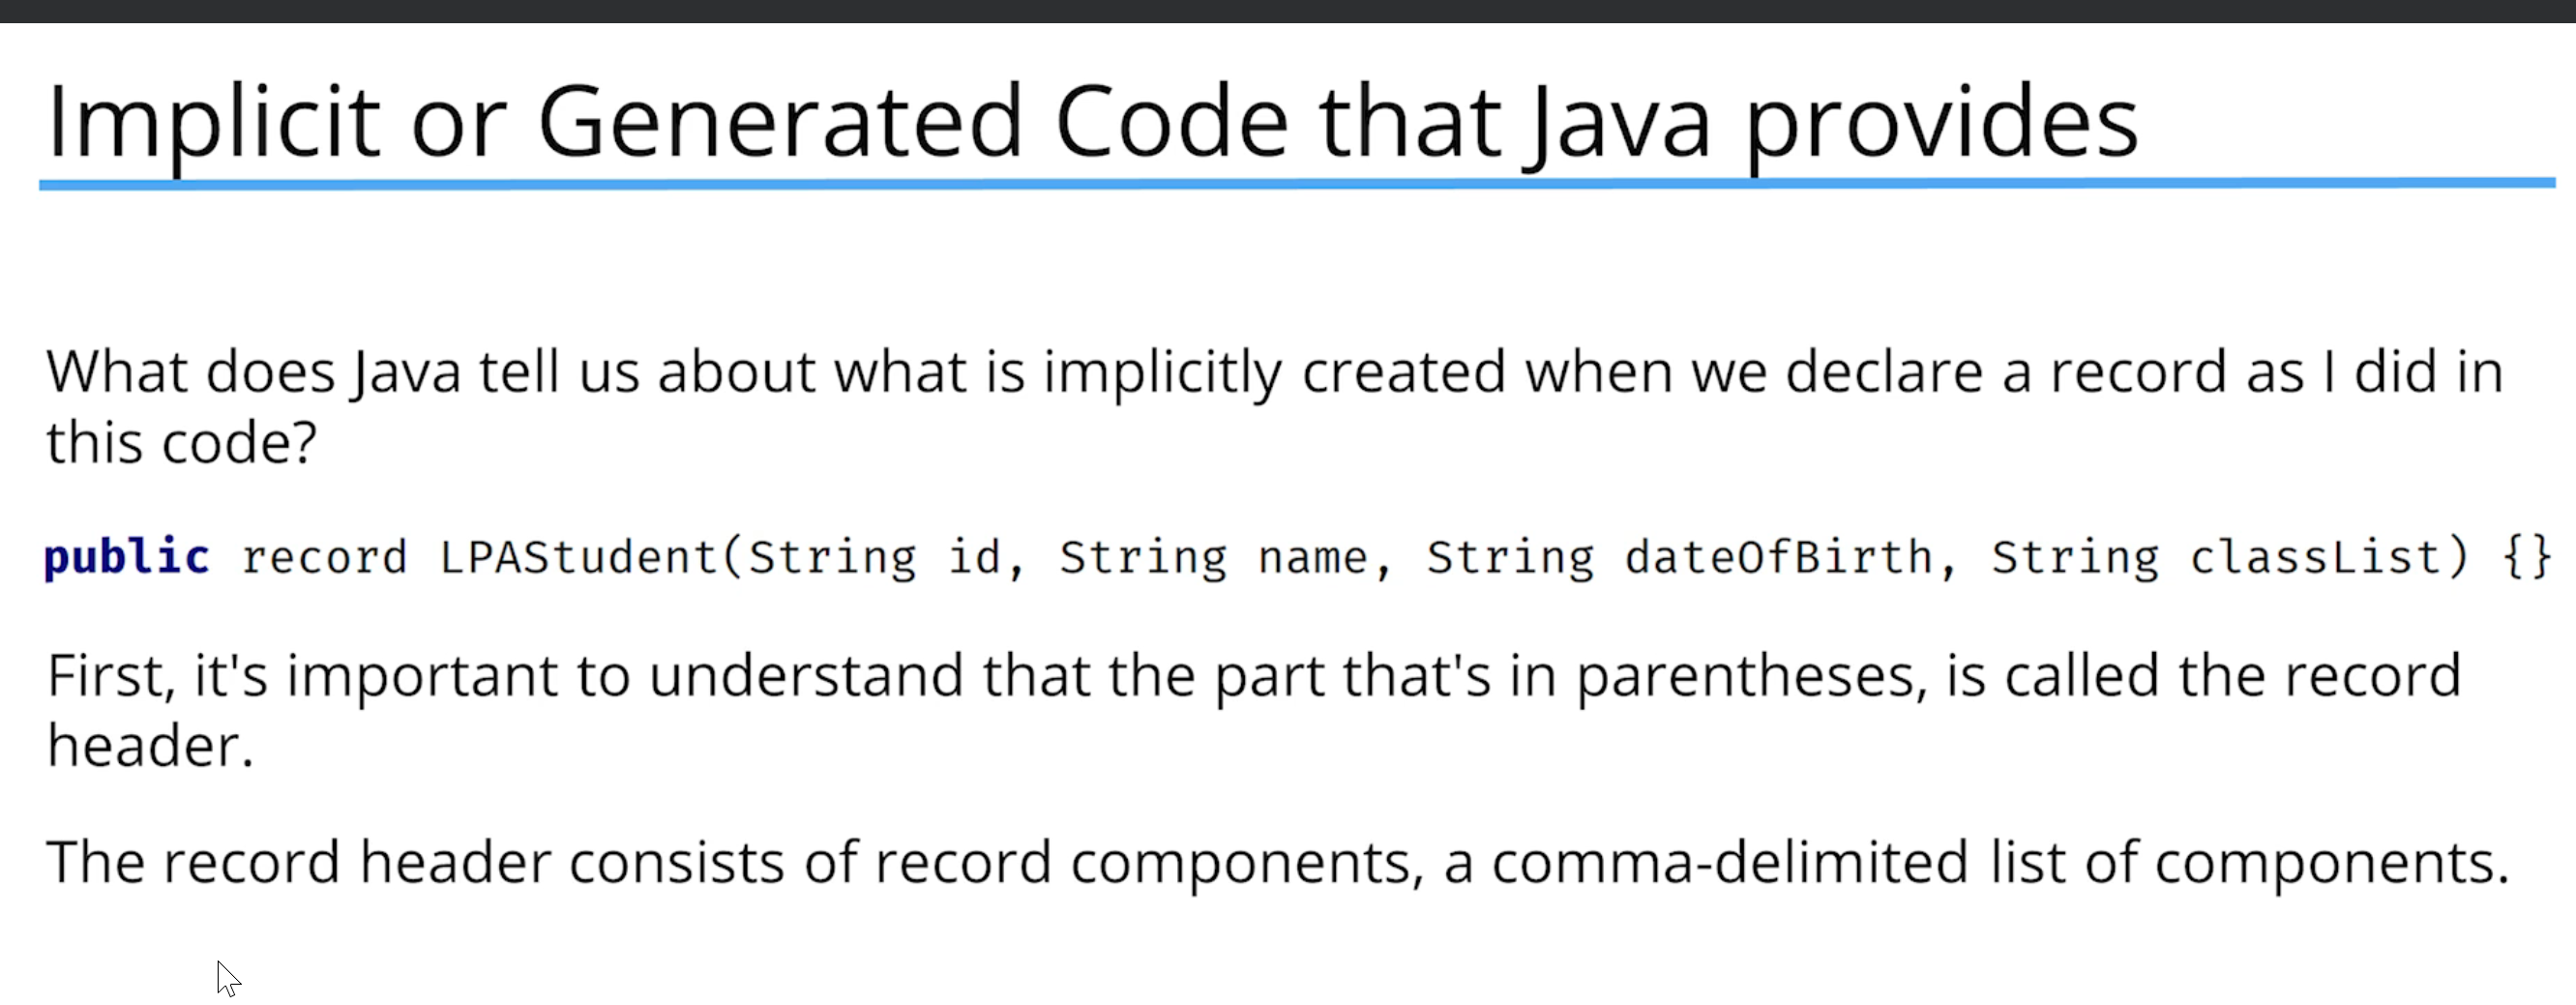 Implicit or Generated Code that Java provides
What does Java tell us about what is implicitly created when we declare a record as I did in
this code?
public record LPAStudent(String id, String name, String dateOfBirth, String classList) {}
First, it's important to understand that the part that's in parentheses, is called the record
header.
The record header consists of record components, a comma-delimited list of components.